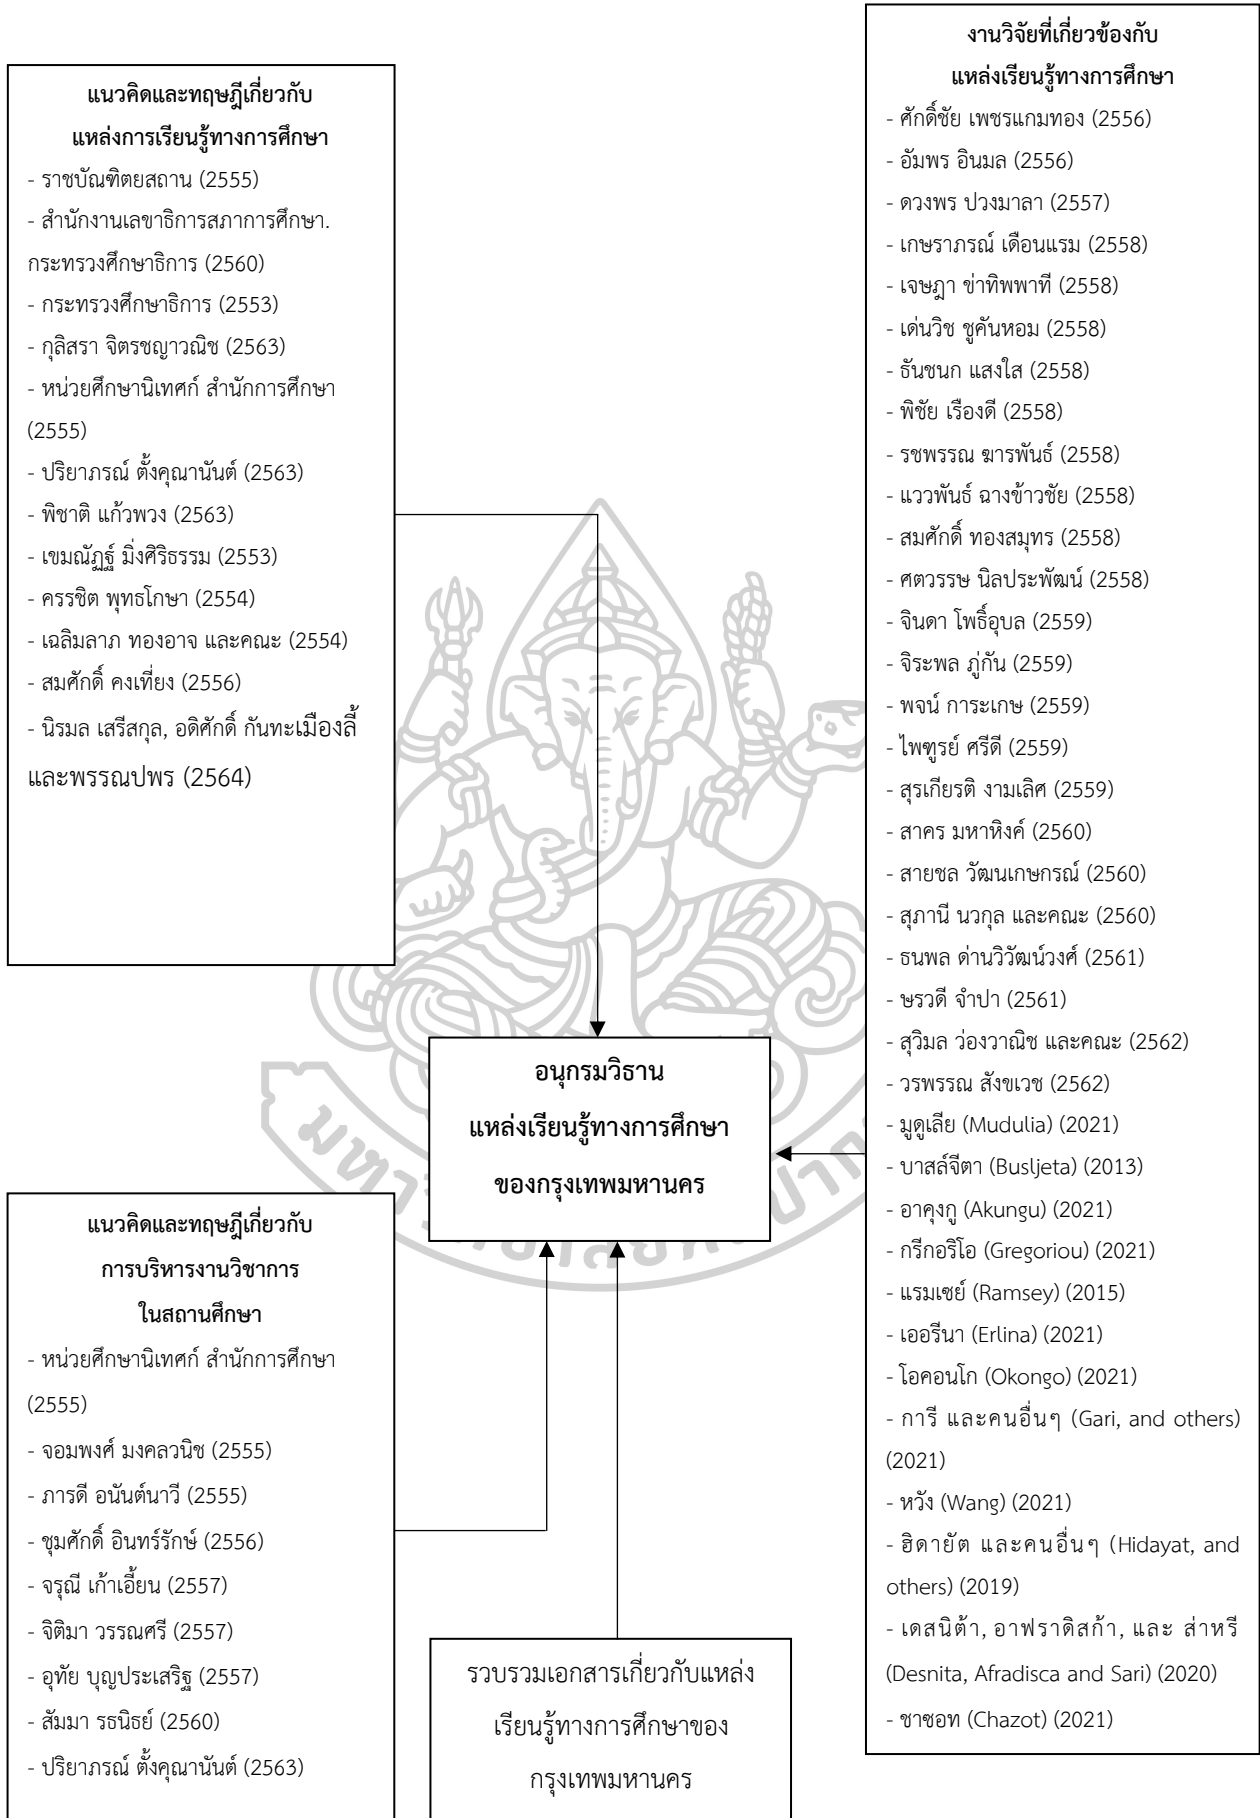 แนวคิดและทฤษฎีเกี่ยวกับ
แหล่งการเรียนรู้ทางการศึกษา
- ราชบัณฑิตยสถาน (2555)
- สำนักงานเลขาธิการสภาการศึกษา.
กระทรวงศึกษาธิการ (2560)
- กระทรวงศึกษาธิการ (2553)
- กุลิสรา จิตรชญาวณิช (2563)
- หน่วยศึกษานิเทศก์ สำนักการศึกษา
(2555)
- ปริยาภรณ์ ตั้งคุณานันต์ (2563)
- พิชาติ แก้วพวง (2563)
- เขมณัฏฐ์ มิ่งศิริธรรม (2553)
- ครรชิต พุทธโกษา (2554)
- เฉลิมลาภ ทองอาจ และคณะ (2554)
- สมศักดิ์ คงเที่ยง (2556)
- นิรมล เสรีสกุล, อดิศักดิ์ กันทะเมืองลี้
และพรรณปพร (2564)
แนวคิดและทฤษฎีเกี่ยวกับ
การบริหารงานวิชาการ
ในสถานศึกษา
- หน่วยศึกษานิเทศก์ สำนักการศึกษา
(2555)
- จอมพงศ์ มงคลวนิช (2555)
- ภารดี อนันต์นาวี (2555)
- ชุมศักดิ์ อินทร์รักษ์ (2556)
- จรุณี เก้าเอี้ยน (2557)
- จิติมา วรรณศรี (2557)
- อุทัย บุญประเสริฐ (2557)
- สัมมา รธนิธย์ (2560)
- ปริยาภรณ์ ตั้งคุณานันต์ (2563)
อนุกรมวิธาน
แหล่งเรียนรู้ทางการศึกษา
ของกรุงเทพมหานคร
รวบรวมเอกสารเกี่ยวกับแหล่ง
เรียนรู้ทางการศึกษาของ
กรุงเทพมหานคร
งานวิจัยที่เกี่ยวข้องกับ
แหล่งเรียนรู้ทางการศึกษา
- ศักดิ์ชัย เพชรแกมทอง (2556)
- อัมพร อินมล (2556)
- ดวงพร ปวงมาลา (2557)
- เกษราภรณ์ เดือนแรม (2558)
- เจษฎา ข่าทิพพาที (2558)
- เด่นวิช ชูคันหอม (2558)
- ธันชนก แสงใส (2558)
- พิชัย เรืองดี (2558)
- รชพรรณ ฆารพันธ์ (2558)
- แววพันธ์ ฉางข้าวชัย (2558)
- สมศักดิ์ ทองสมุทร (2558)
- ศตวรรษ นิลประพัฒน์ (2558)
- จินดา โพธิ์อุบล (2559)
- จิระพล ภู่กัน (2559)
- พจน์ การะเกษ (2559)
- ไพฑูรย์ ศรีดี (2559)
- สุรเกียรติ งามเลิศ (2559)
- สาคร มหาหิงค์ (2560)
- สายชล วัฒนเกษกรณ์ (2560)
- สุภานี นวกุล และคณะ (2560)
- ธนพล ด่านวิวัฒน์วงศ์ (2561)
- ษรวดี จำปา (2561)
- สุวิมล ว่องวาณิช และคณะ (2562)
- วรพรรณ สังขเวช (2562)
- มูดูเลีย (Mudulia) (2021)
- บาสล์จีตา (Busljeta) (2013)
- อาคุงกู (Akungu) (2021)
- กรีกอริโอ (Gregoriou) (2021)
- แรมเซย์ (Ramsey) (2015)
- เออรีนา (Erlina) (2021)
- โอคอนโก (Okongo) (2021)
- การี และคนอื่นๆ (Gari, and others)
(2021)
- หวัง (Wang) (2021)
- ฮิดายัต และคนอื่นๆ (Hidayat, and
others) (2019)
- เดสนิต้า, อาฟราดิสก้า, และ ส่าหรี
(Desnita, Afradisca and Sari) (2020)
- ชาซอท (Chazot) (2021)